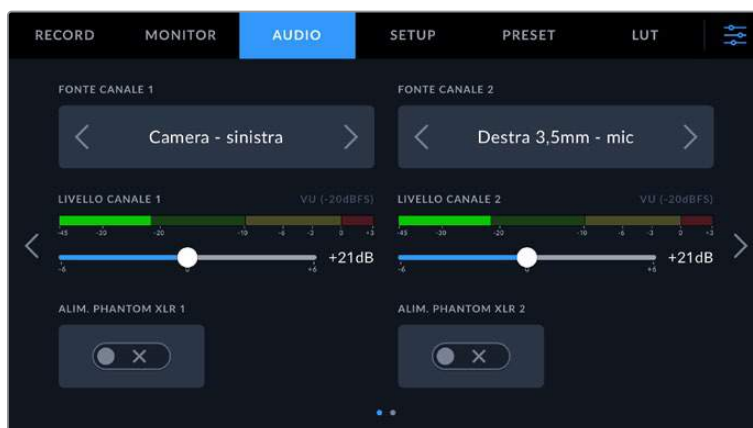 RECORD MONITOR AUDIO SETUP PRESET LUT
FONTE CANALE 1 FONTE CANALE 2
Camera - sinistra Destra 3,5mm - mic
LIVELLO CANALE 1 VU (-20dBFS) LIVELLO CANALE 2 VU (-20dBFS)
-45 -30 -20 -10 -6 -3 0 +3 -45 -30 -20 -10 -6 -3 0 +3
+21dB +21dB
-6 0 +6 -6 0 +6
ALIM. PHANTOM XLR 1 ALIM. PHANTOM XLR 2